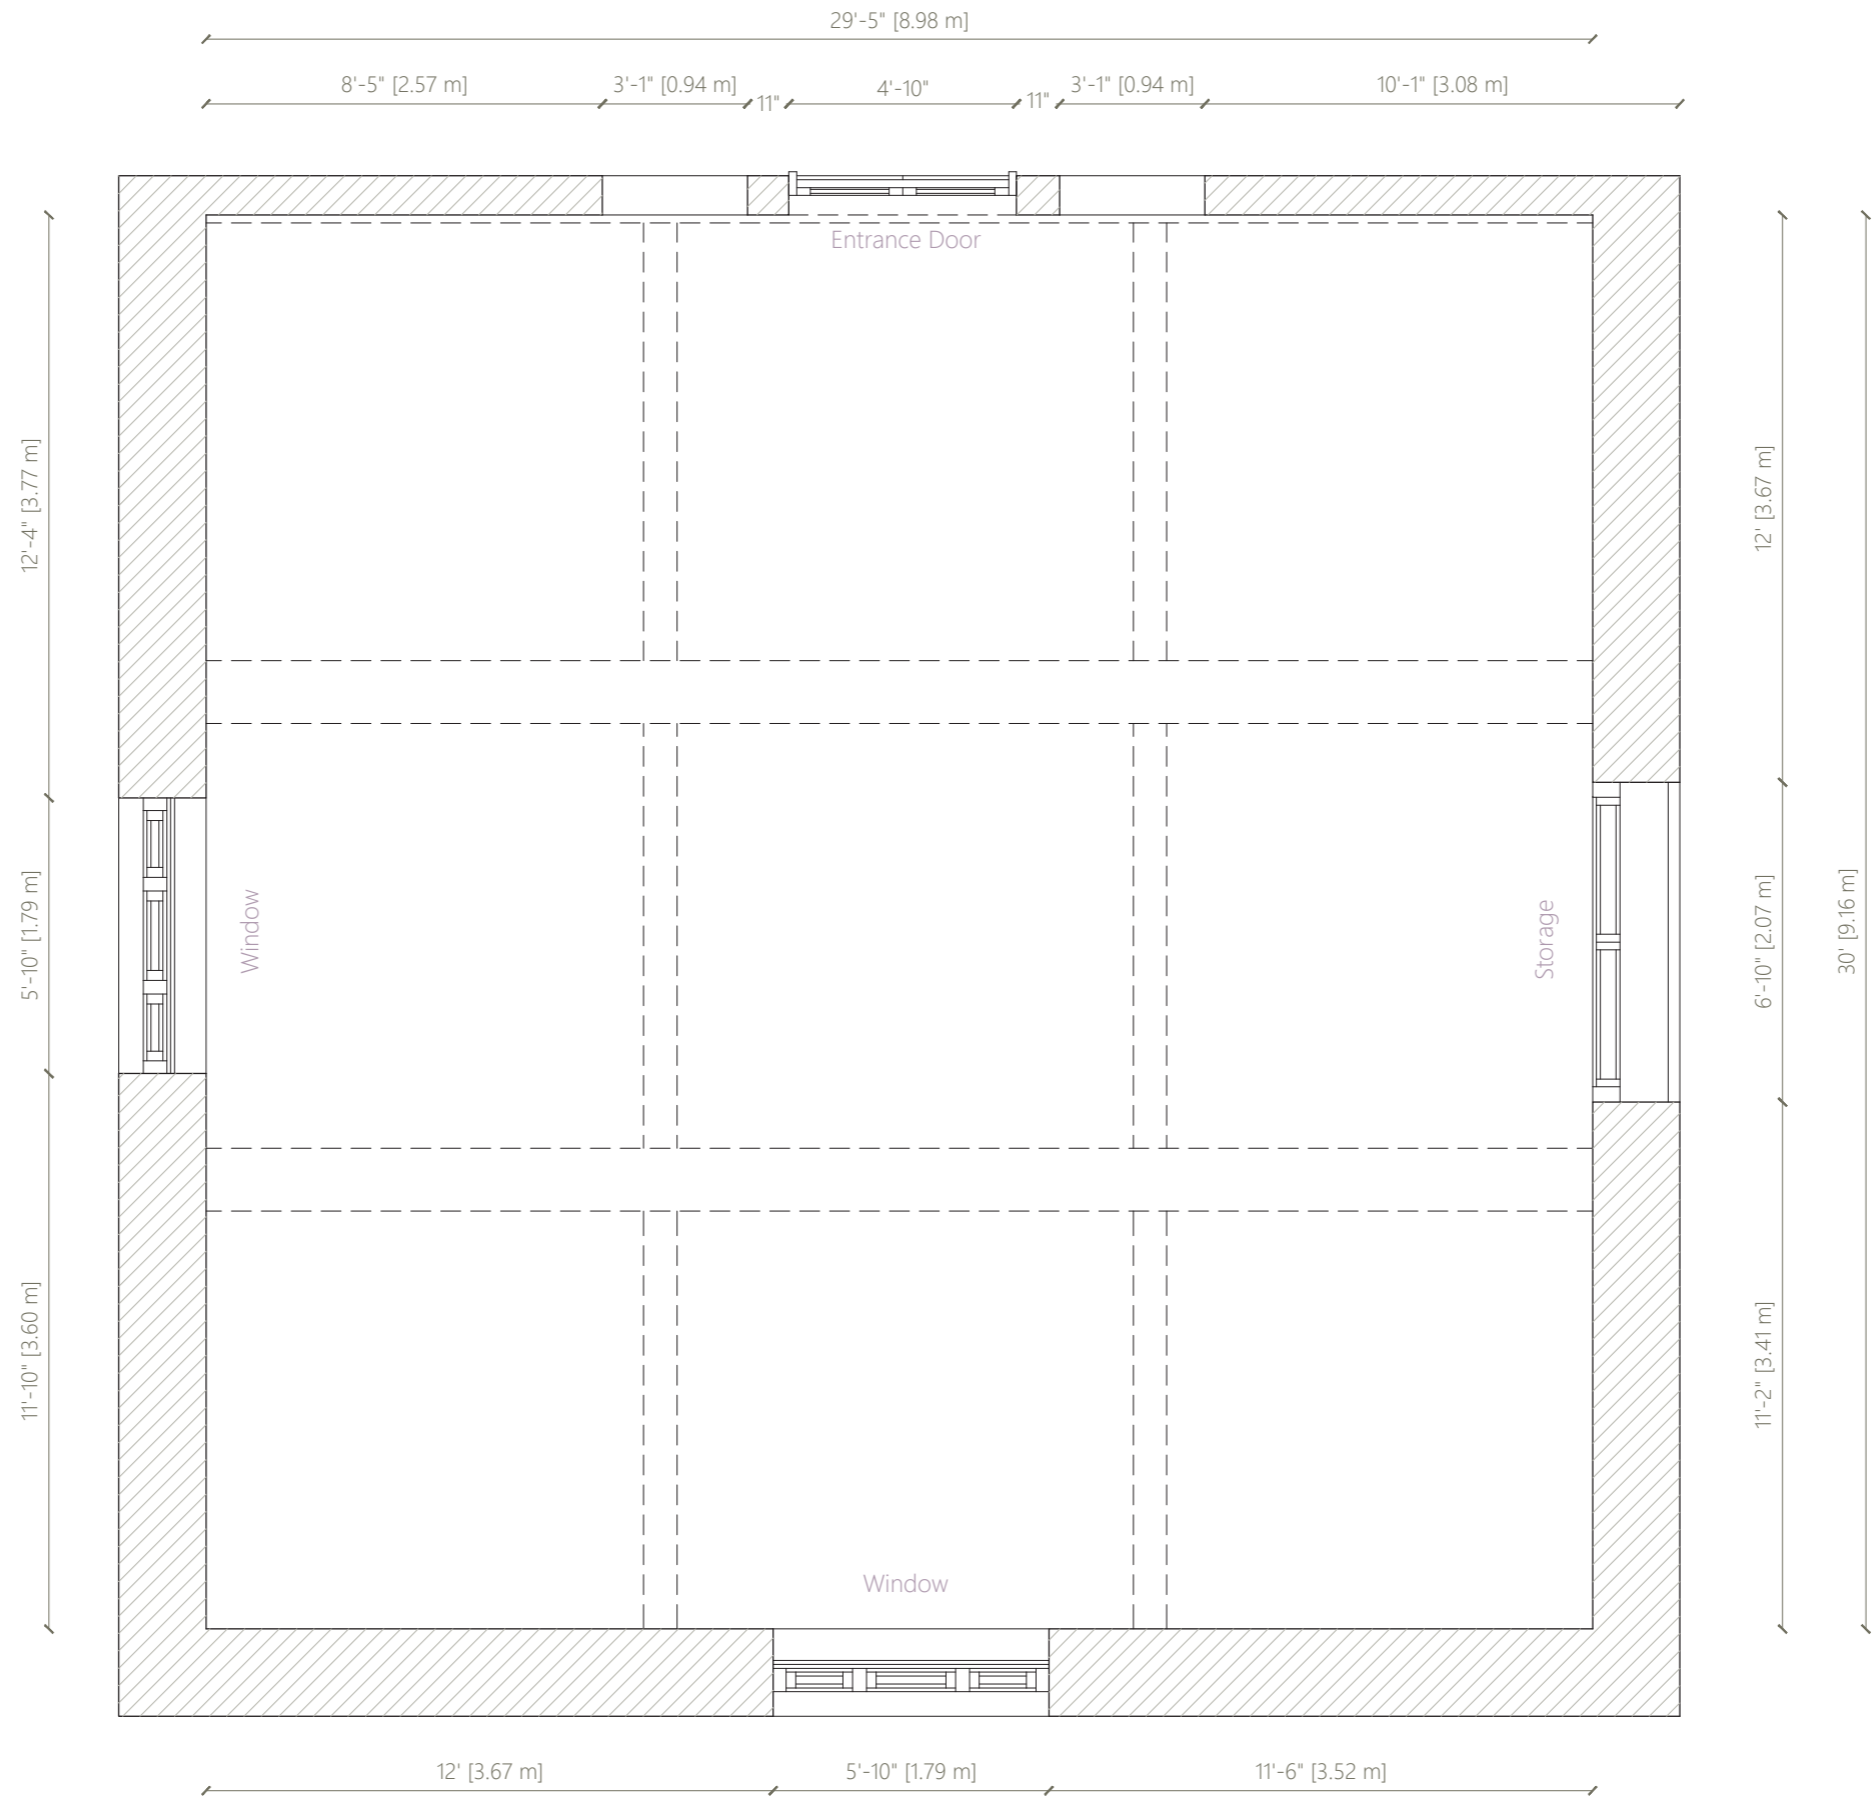 29'-5" [8.98 m]
8'-5" [2.57 m]
3'-1" [0.94 m]
11"
4'-10"
11"
3'-1" [0.94 m]
10'-1" [3.08 m]
Entrance Door
12'-4" [3.77 m]
12' [3.67 m]
5'-10" [1.79 m]
Window
Storage
6'-10" [2.07 m]
30' [9.16 m]
11'-10" [3.60 m]
11'-2" [3.41 m]
Window
12' [3.67 m]
5'-10" [1.79 m]
11'-6" [3.52 m]